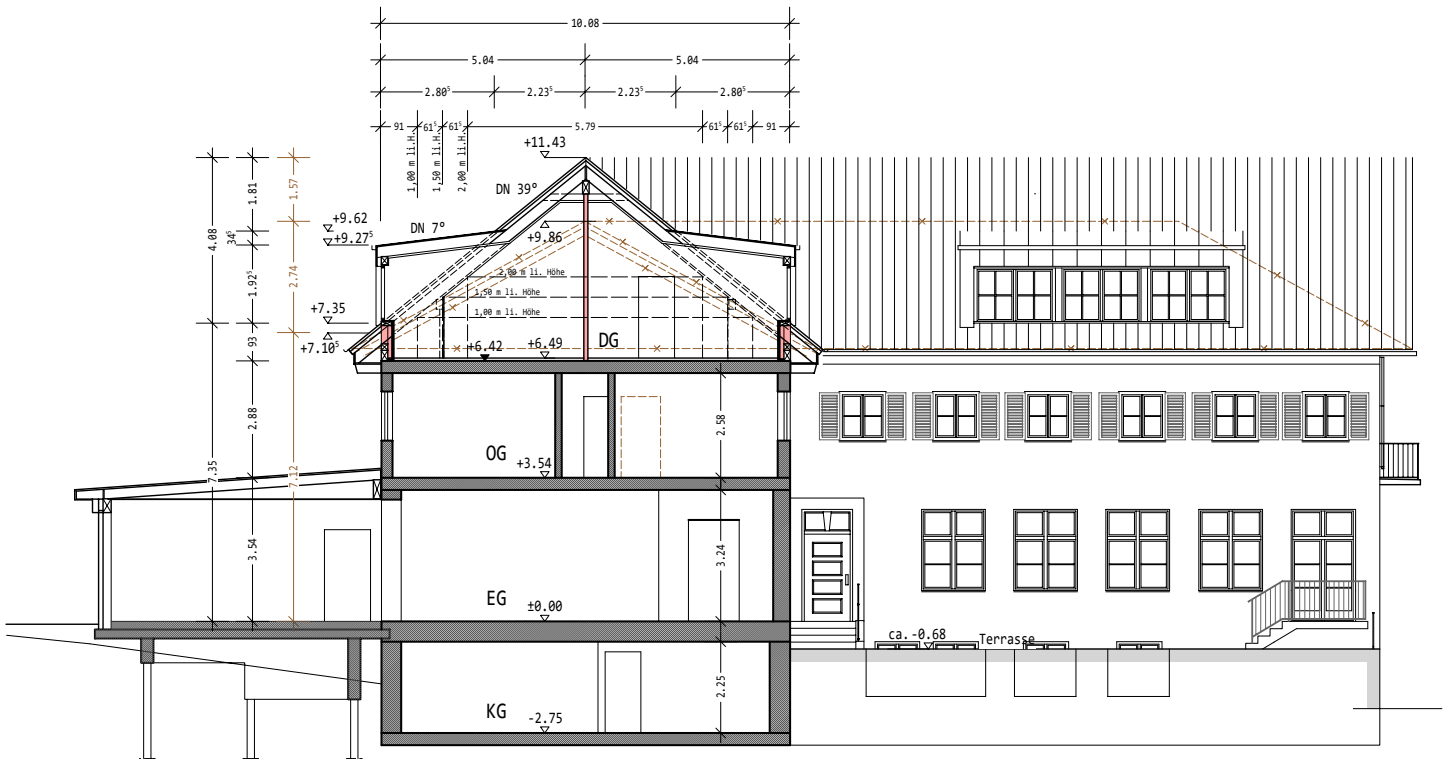 10.08
5.04 5.04
2.80⁵ 2.23⁵ 2.23⁵ 2.80⁵
91 61⁵ 61⁵ 5.79 61⁵ 61⁵ 91
1,00 m li.H.
1,50 m li.H.
2,00 m li.H.
+11.43
DN 39°
DN 7°
+9.62
+9.27⁵
+9.86
+7.35
+7.10⁵
4.08
7.35
1.81
34⁵
1.92⁵
93
2.88
3.54
1.57
2.74
7.12
2,00 m li. Höhe
1,50 m li. Höhe
1,00 m li. Höhe
DG
+6.42 +6.49
2.58
OG
+3.54
3.24
EG
±0.00
ca. -0.68 Terrasse
2.25
KG
-2.75